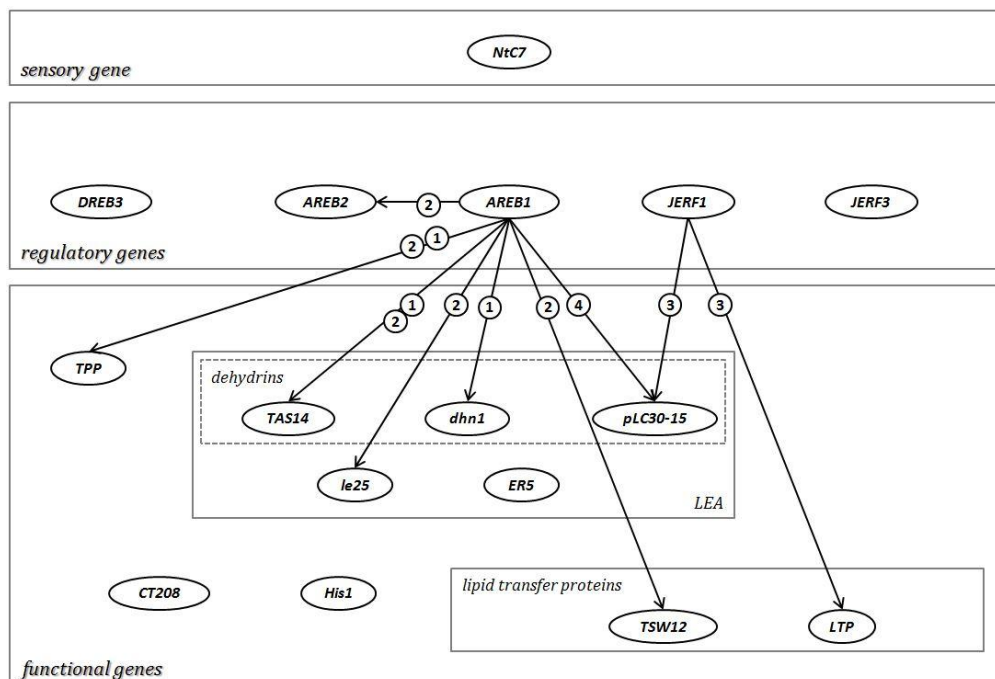 NtC7
sensory gene
DREB3
AREB2
2
AREB1
JERF1
JERF3
2
1
regulatory genes
1
2
2
1
2
4
3
3
TPP
dehydrins
TAS14
dhn1
pLC30-15
le25
ER5
LEA
CT208
His1
lipid transfer proteins
TSW12
LTP
functional genes